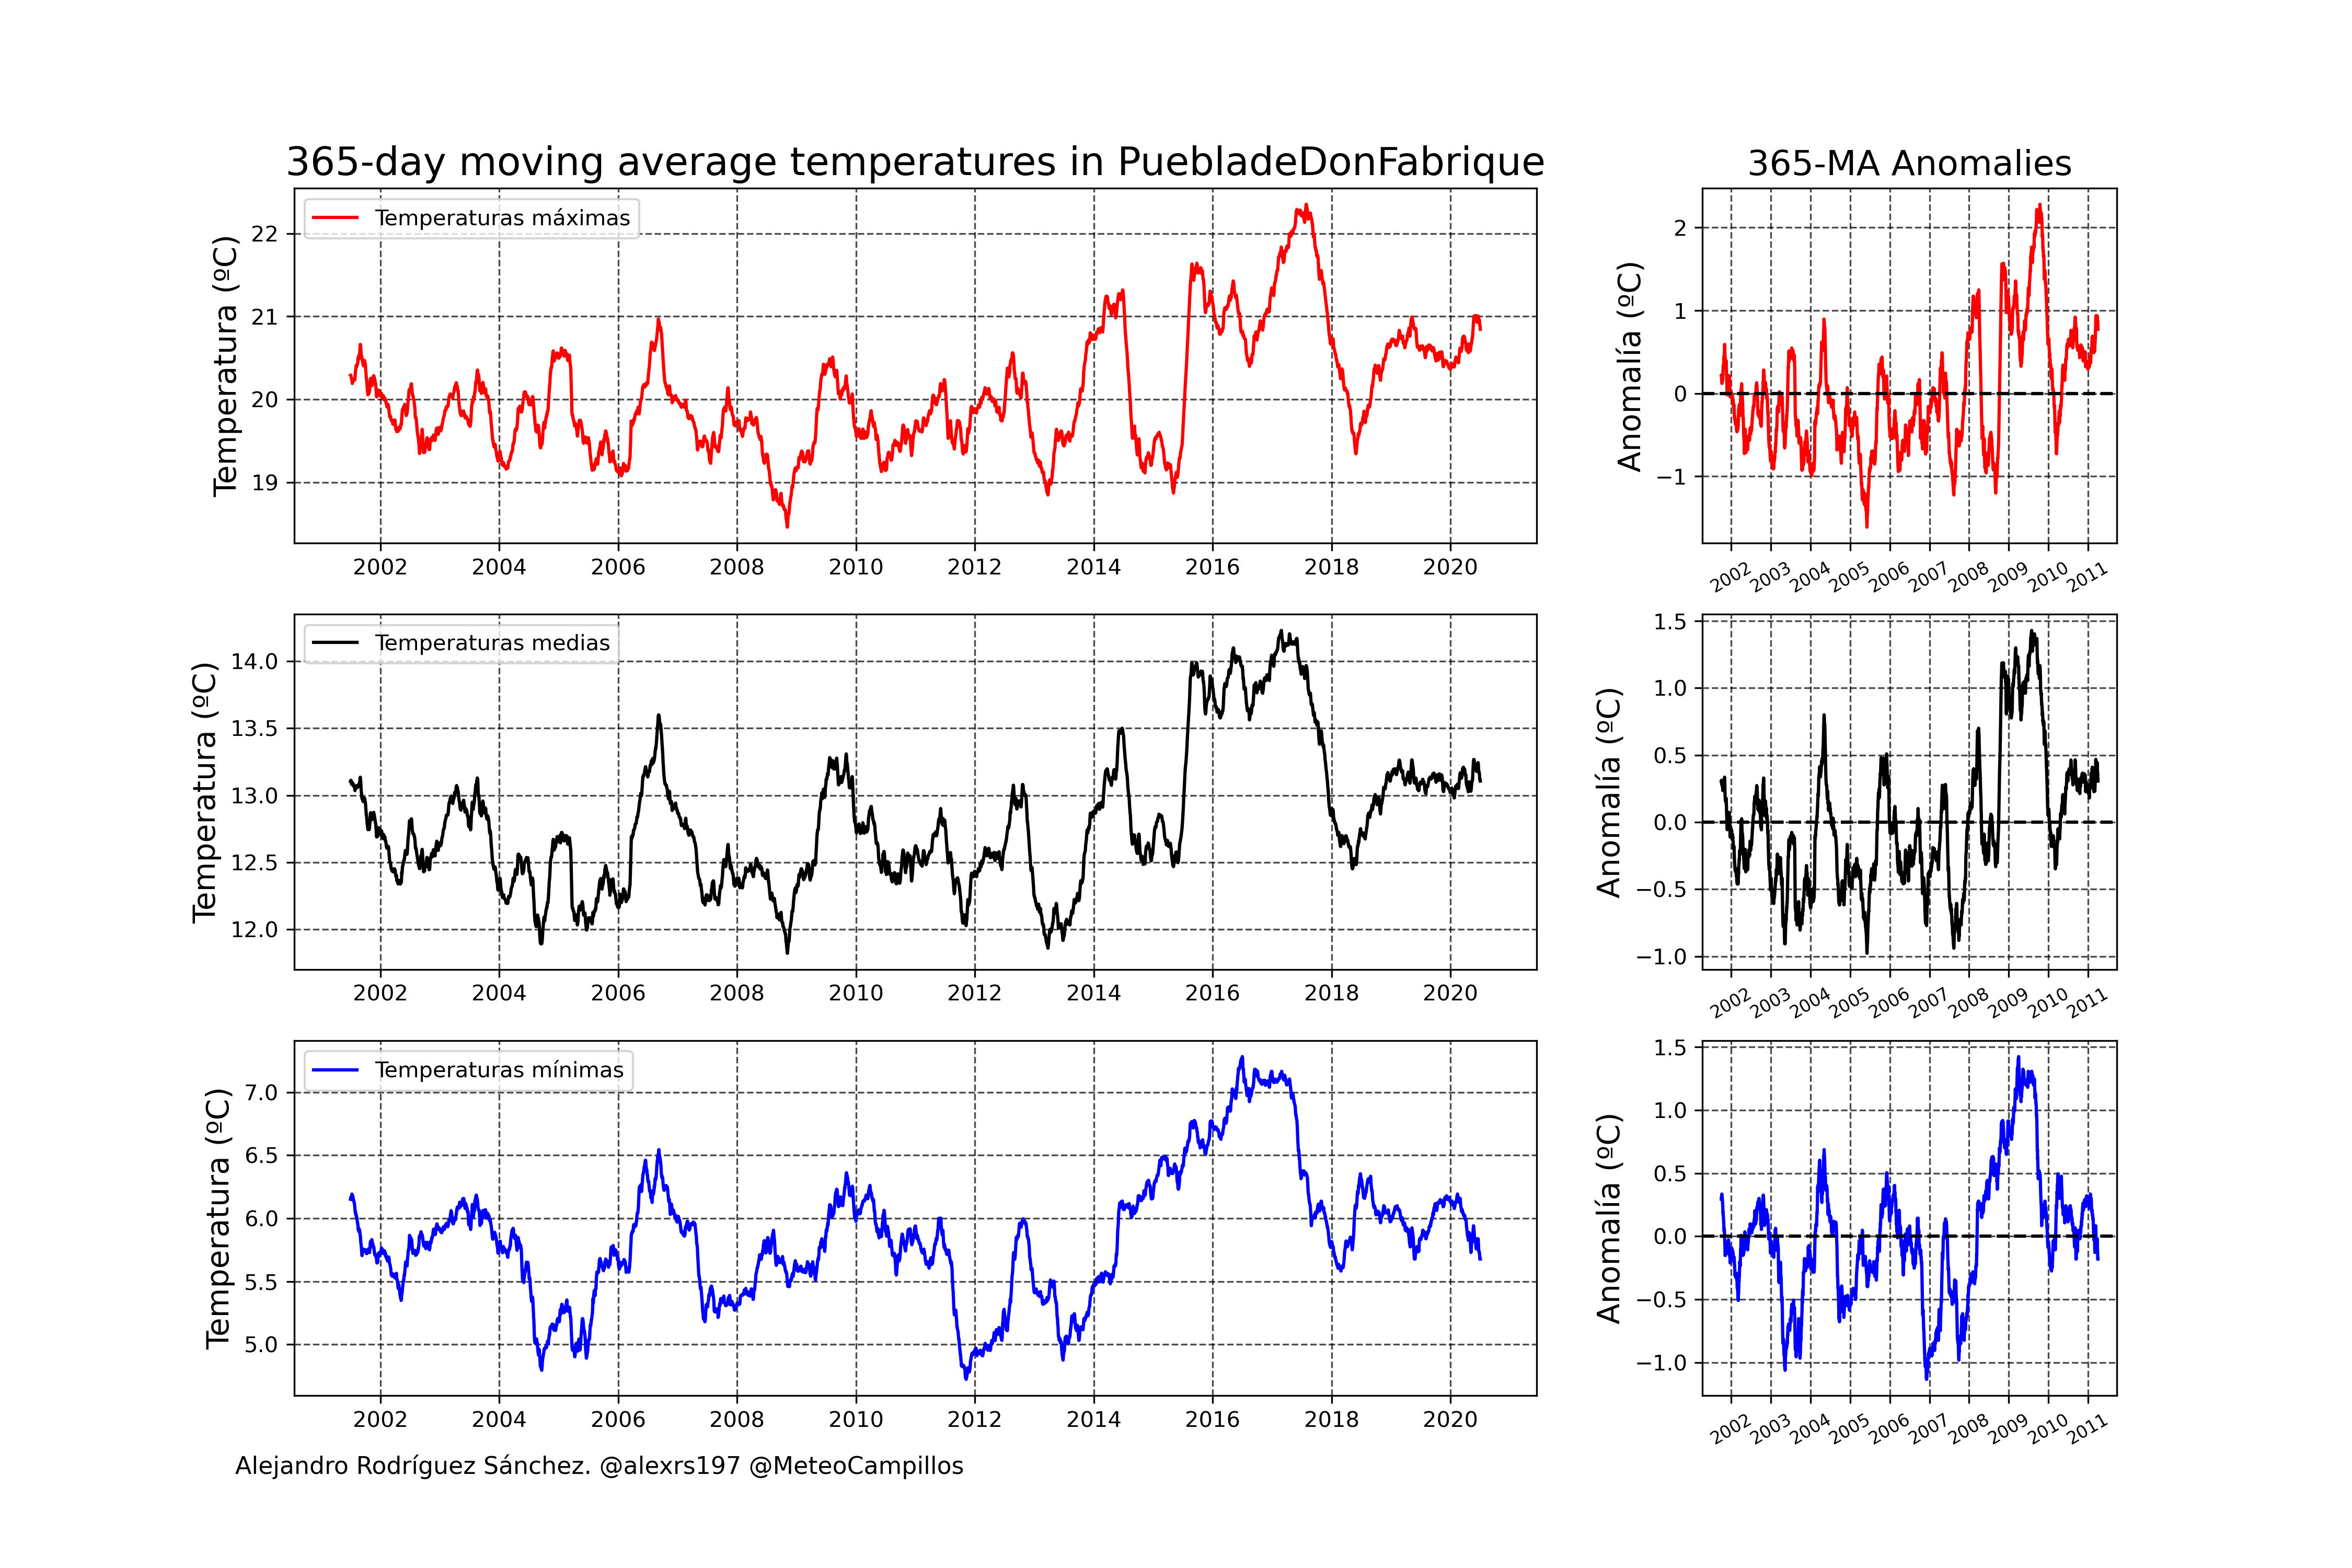 365-day moving average temperatures in PuebladeDonFabrique
365-MA Anomalies
Temperaturas máximas
Temperatura (ºC)
22
21
20
19
2002 2004 2006 2008 2010 2012 2014 2016 2018 2020
Anomalía (ºC)
2
1
0
−1
2002 2003 2004 2005 2006 2007 2008 2009 2010 2011
Temperaturas medias
Temperatura (ºC)
14.0
13.5
13.0
12.5
12.0
2002 2004 2006 2008 2010 2012 2014 2016 2018 2020
Anomalía (ºC)
1.5
1.0
0.5
0.0
−0.5
−1.0
2002 2003 2004 2005 2006 2007 2008 2009 2010 2011
Temperaturas mínimas
Temperatura (ºC)
7.0
6.5
6.0
5.5
5.0
2002 2004 2006 2008 2010 2012 2014 2016 2018 2020
Anomalía (ºC)
1.5
1.0
0.5
0.0
−0.5
−1.0
2002 2003 2004 2005 2006 2007 2008 2009 2010 2011
Alejandro Rodríguez Sánchez. @alexrs197 @MeteoCampillos